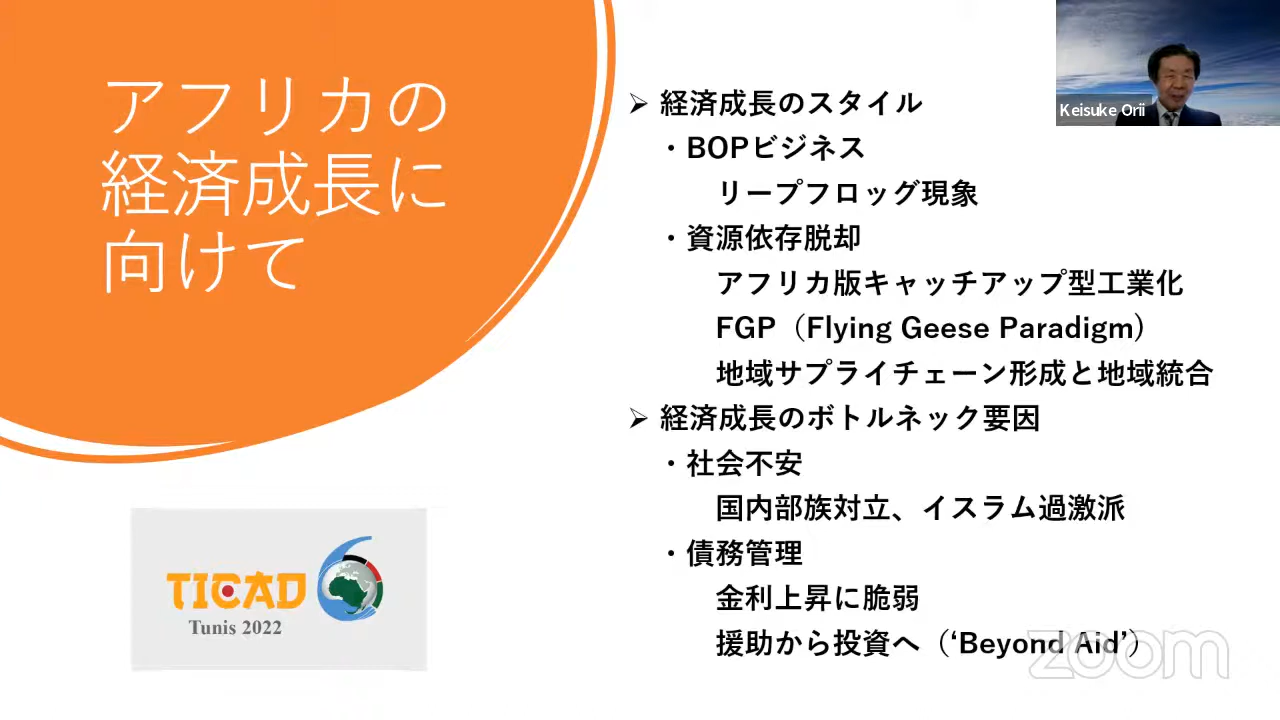 アフリカの
経済成長に
向けて
➢ 経済成長のスタイル
・BOPビジネス
リープフロッグ現象
・資源依存脱却
アフリカ版キャッチアップ型工業化
FGP（Flying Geese Paradigm）
地域サプライチェーン形成と地域統合
➢ 経済成長のボトルネック要因
・社会不安
国内部族対立、イスラム過激派
・債務管理
金利上昇に脆弱
援助から投資へ（‘Beyond Aid’）
TICAD
Tunis 2022
Keisuke Orii
zoom